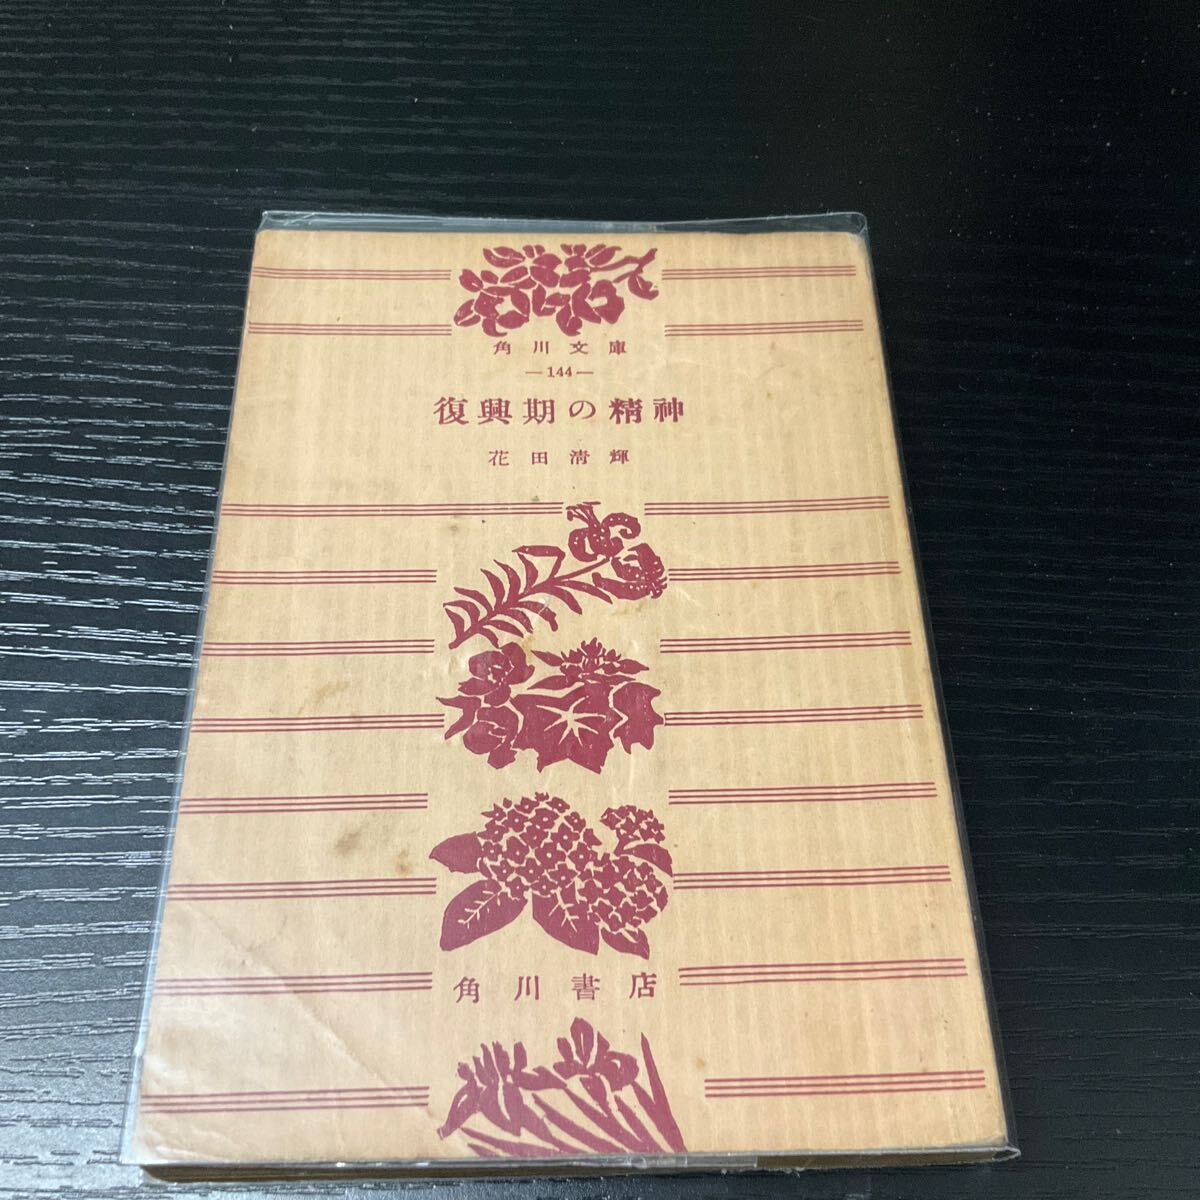 角川文庫
—144—
復興期の精神
花田清輝
角川書店